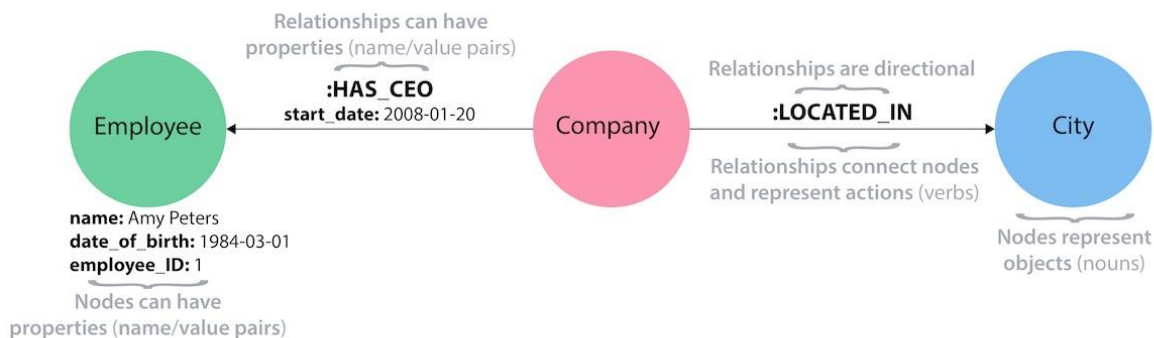 Relationships can have
properties (name/value pairs)
:HAS_CEO
start_date: 2008-01-20
Employee
Company
Relationships are directional
:LOCATED_IN
Relationships connect nodes
and represent actions (verbs)
City
name: Amy Peters
date_of_birth: 1984-03-01
employee_ID: 1
Nodes can have
properties (name/value pairs)
Nodes represent
objects (nouns)